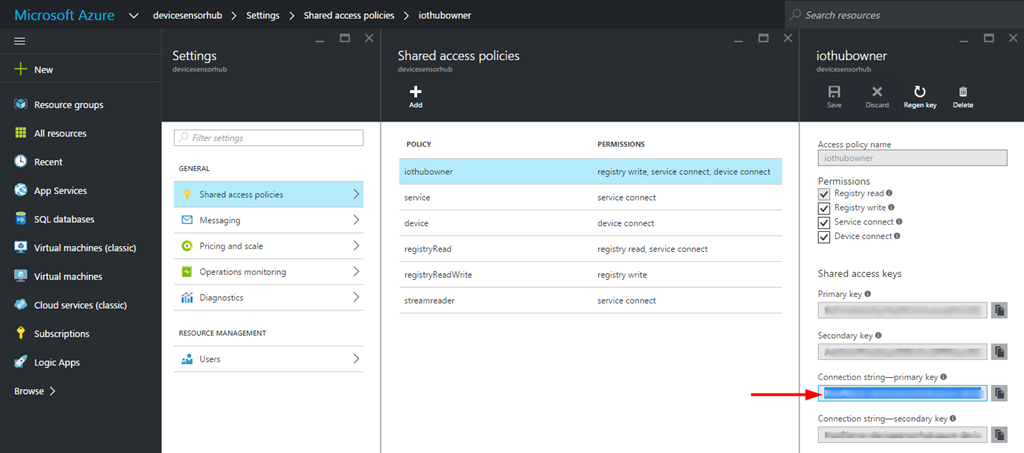 Microsoft Azure
devicesensorhub > Settings > Shared access policies > iothubowner
Search resources
New
Resource groups
All resources
Recent
App Services
SQL databases
Virtual machines (classic)
Virtual machines
Cloud services (classic)
Subscriptions
Logic Apps
Browse >
Settings
devicesensorhub
Filter settings
GENERAL
Shared access policies
Messaging
Pricing and scale
Operations monitoring
Diagnostics
RESOURCE MANAGEMENT
Users
Shared access policies
devicesensorhub
Add
POLICY PERMISSIONS
iothubowner registry write, service connect, device connect
service service connect
device device connect
registryRead registry read, service connect
registryReadWrite registry write
streamreader service connect
iothubowner
devicesensorhub
Save Discard Regen key Delete
Access policy name
iothubowner
Permissions
Registry read
Registry write
Service connect
Device connect
Shared access keys
Primary key
Secondary key
Connection string—primary key
Connection string—secondary key